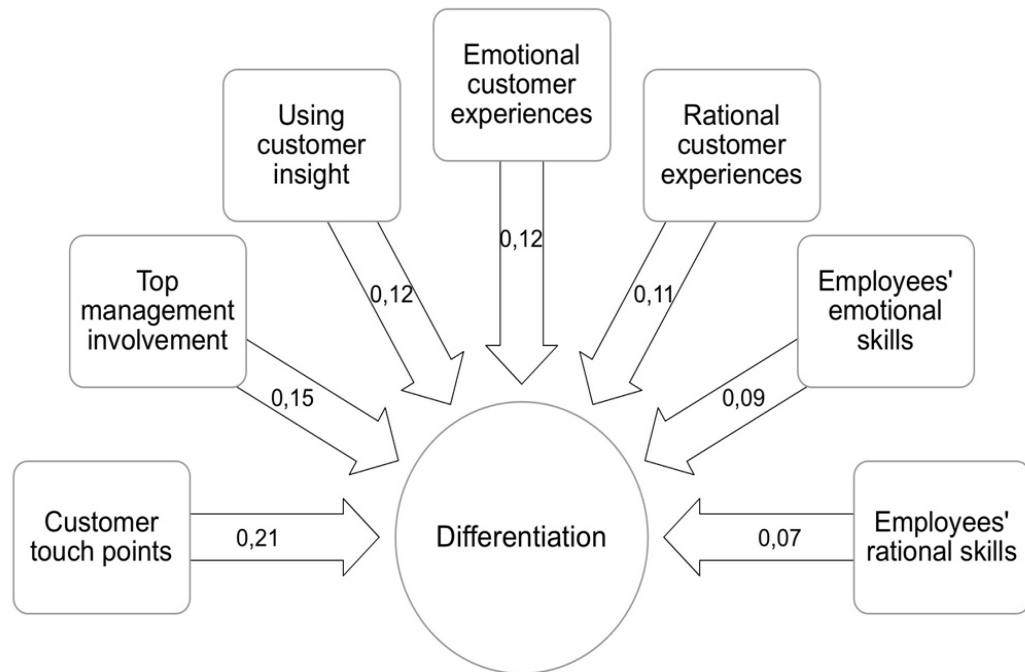 Emotional
customer
experiences
Using
customer
insight
Rational
customer
experiences
0,12
0,12
0,11
Top
management
involvement
Employees'
emotional
skills
0,15
0,09
Customer
touch points
0,21
Differentiation
0,07
Employees'
rational skills